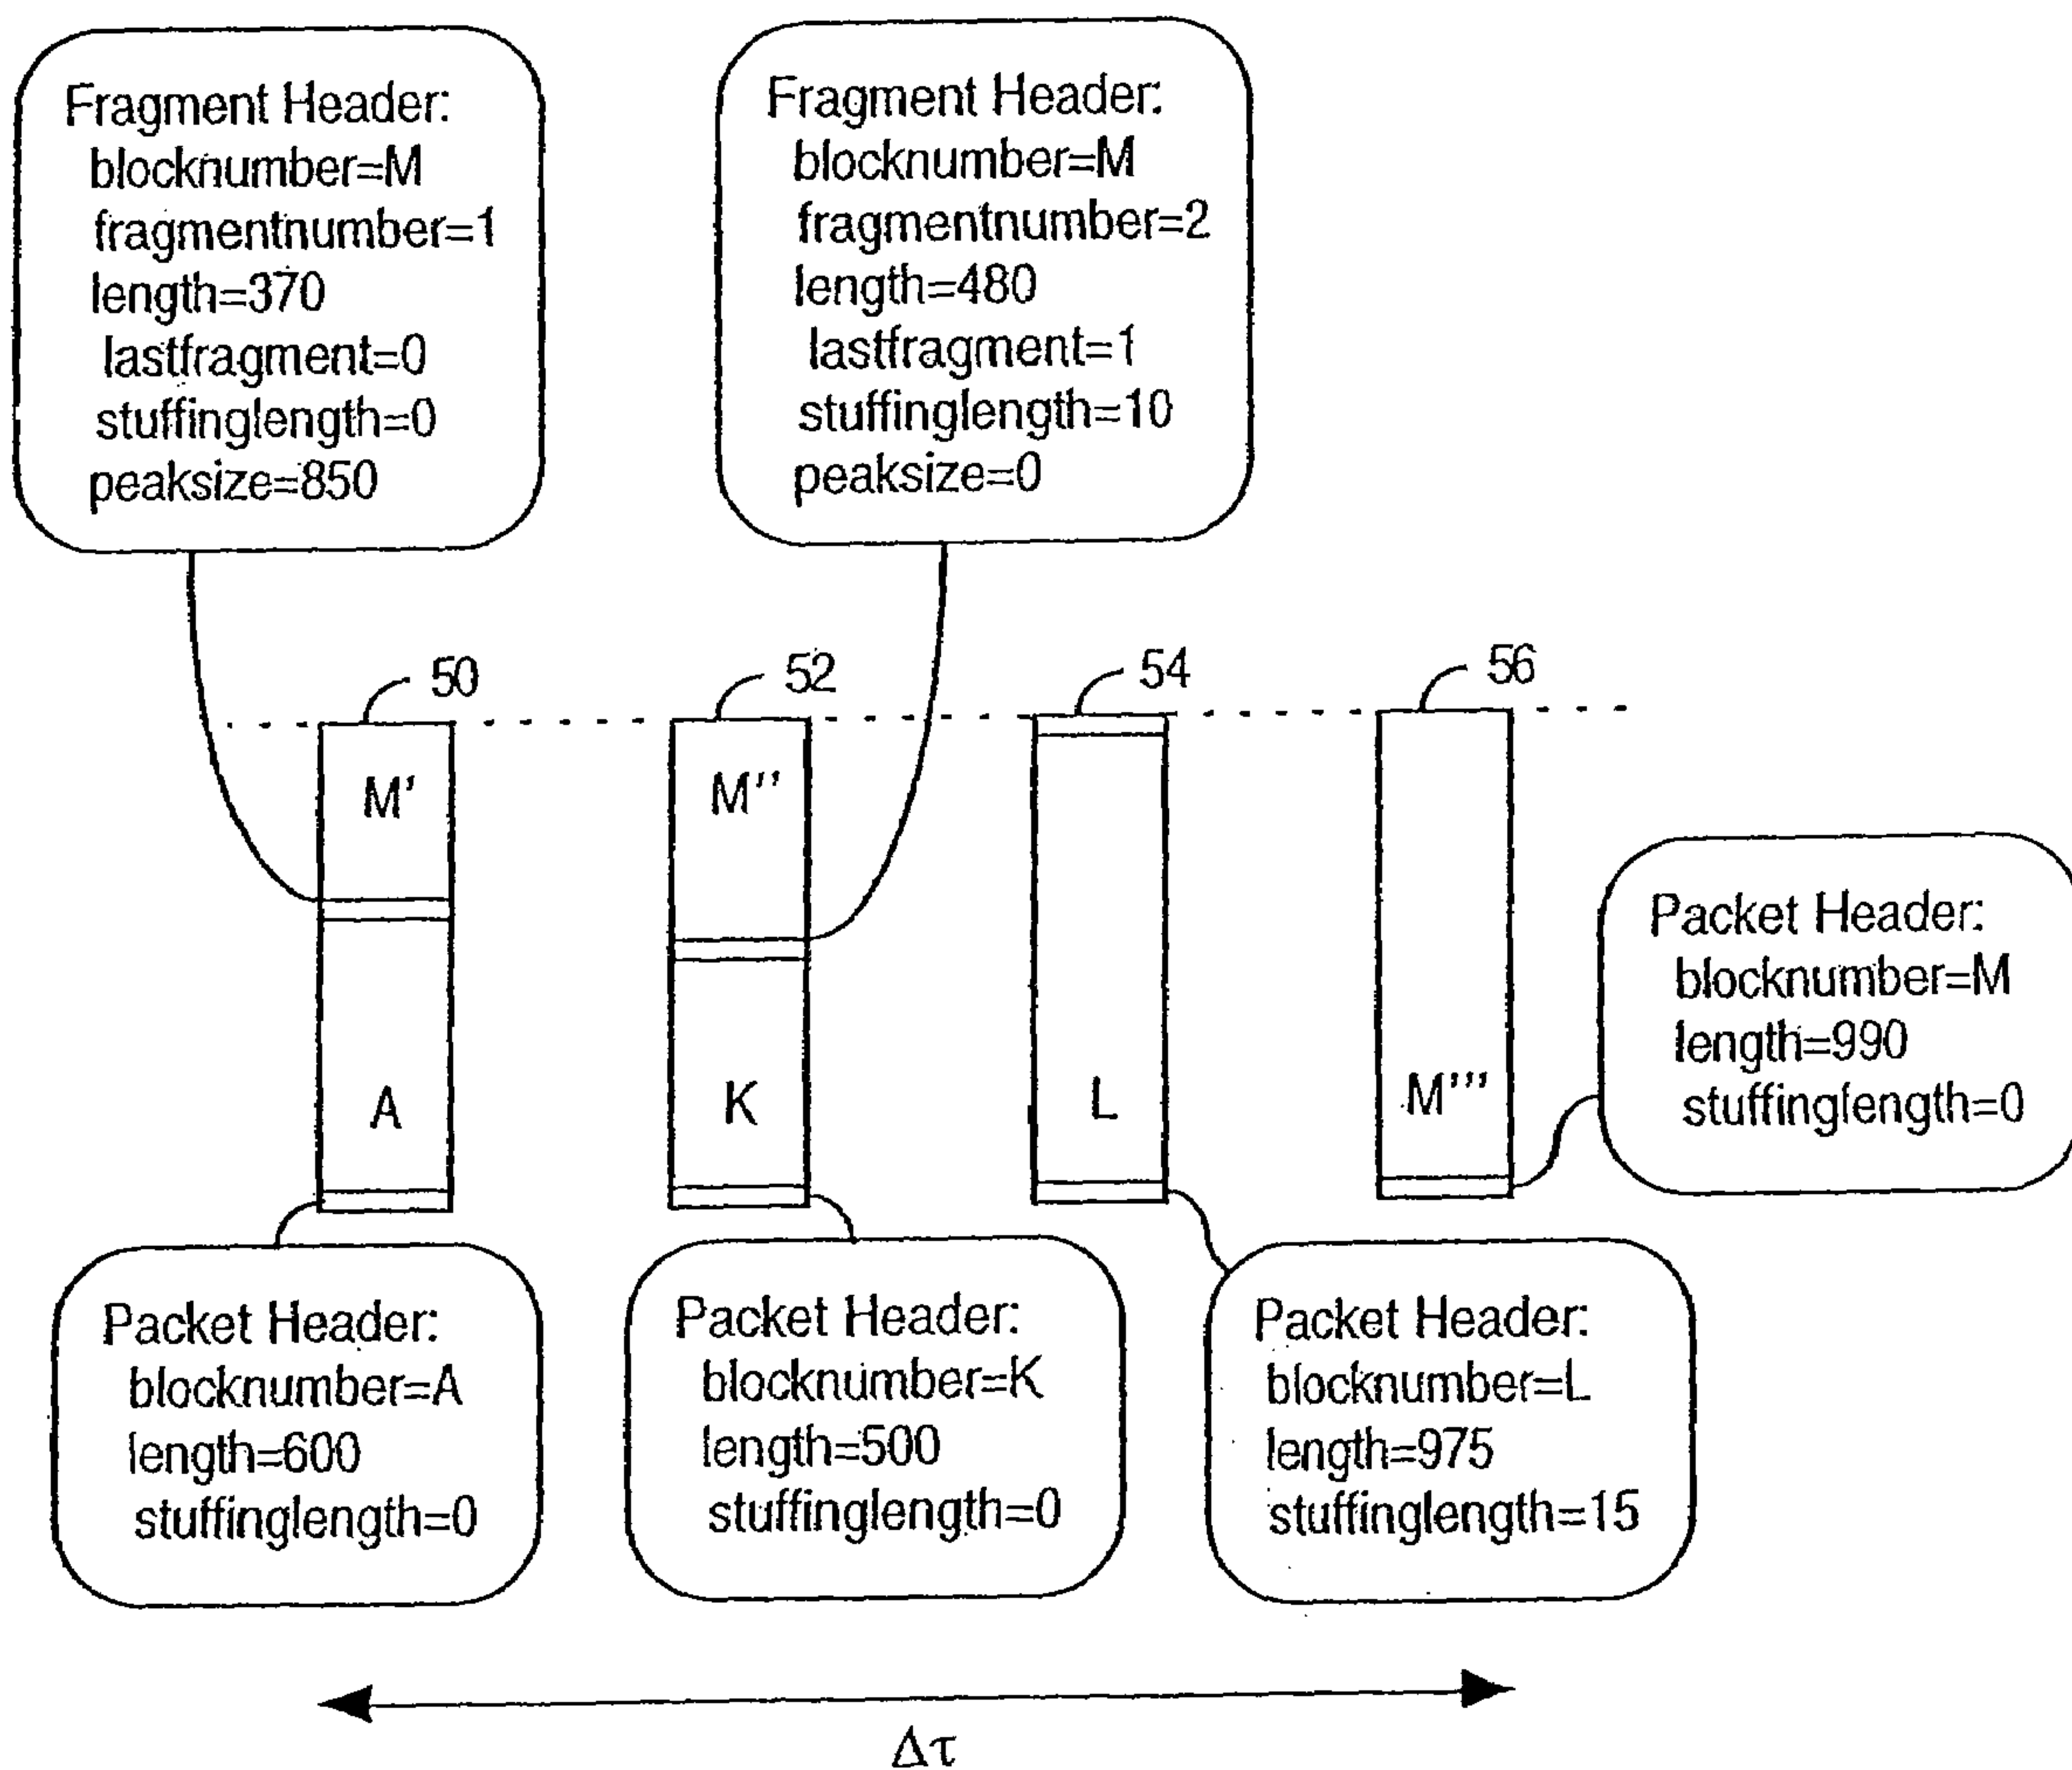 Fragment Header:
blocknumber=M
fragmentnumber=1
length=370
lastfragment=0
stuffinglength=0
peaksize=850
Fragment Header:
blocknumber=M
fragmentnumber=2
length=480
lastfragment=1
stuffinglength=10
peaksize=0
50
52
54
56
M'
M''
A
K
L
M'''
Packet Header:
blocknumber=M
length=990
stuffinglength=0
Packet Header:
blocknumber=A
length=600
stuffinglength=0
Packet Header:
blocknumber=K
length=500
stuffinglength=0
Packet Header:
blocknumber=L
length=975
stuffinglength=15
Δτ